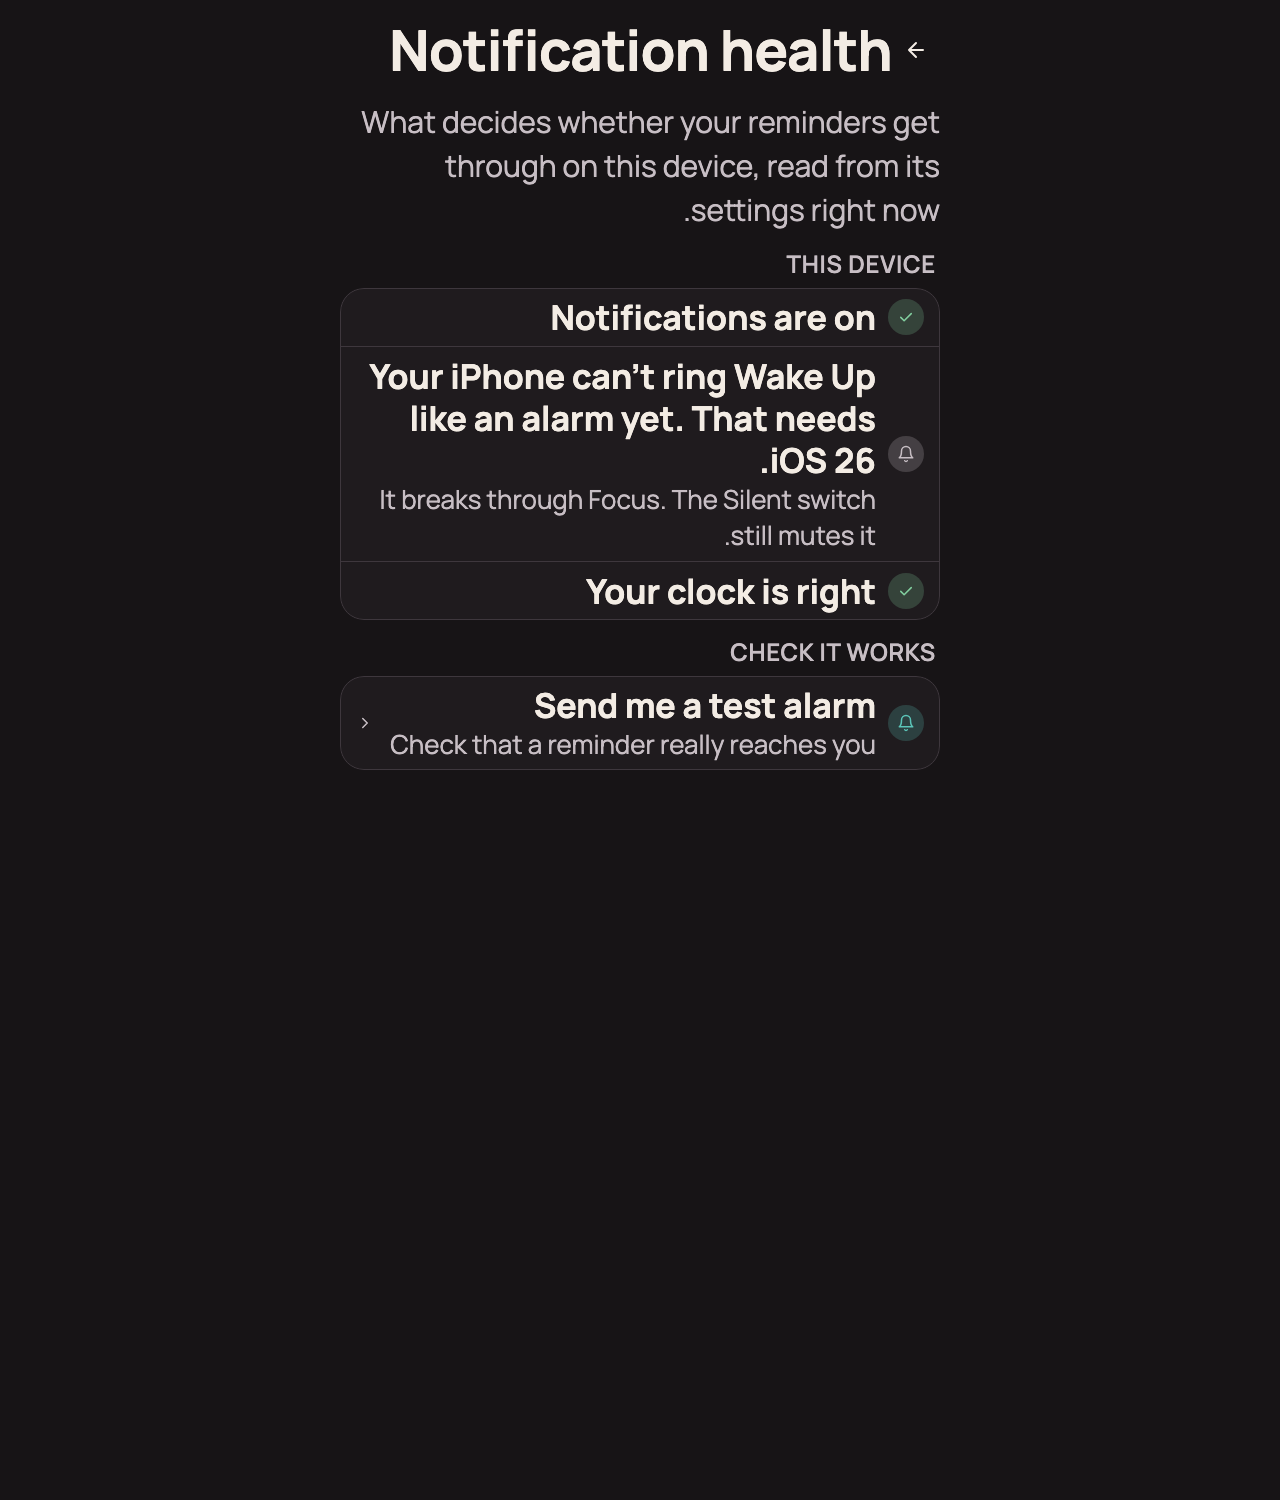 Notification health
What decides whether your reminders get
through on this device, read from its
.settings right now
THIS DEVICE
Notifications are on
Your iPhone can’t ring Wake Up
like an alarm yet. That needs
.iOS 26
It breaks through Focus. The Silent switch
.still mutes it
Your clock is right
CHECK IT WORKS
Send me a test alarm
Check that a reminder really reaches you